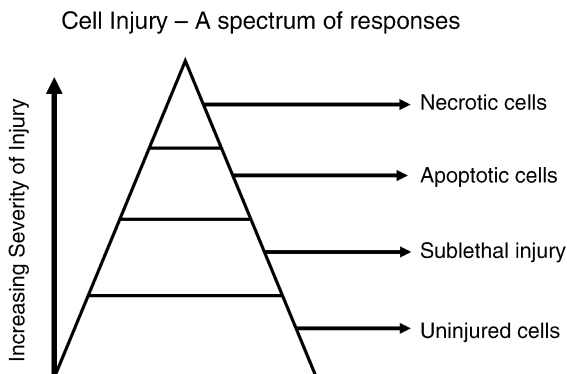 Cell Injury – A spectrum of responses
Increasing Severity of Injury
Necrotic cells
Apoptotic cells
Sublethal injury
Uninjured cells